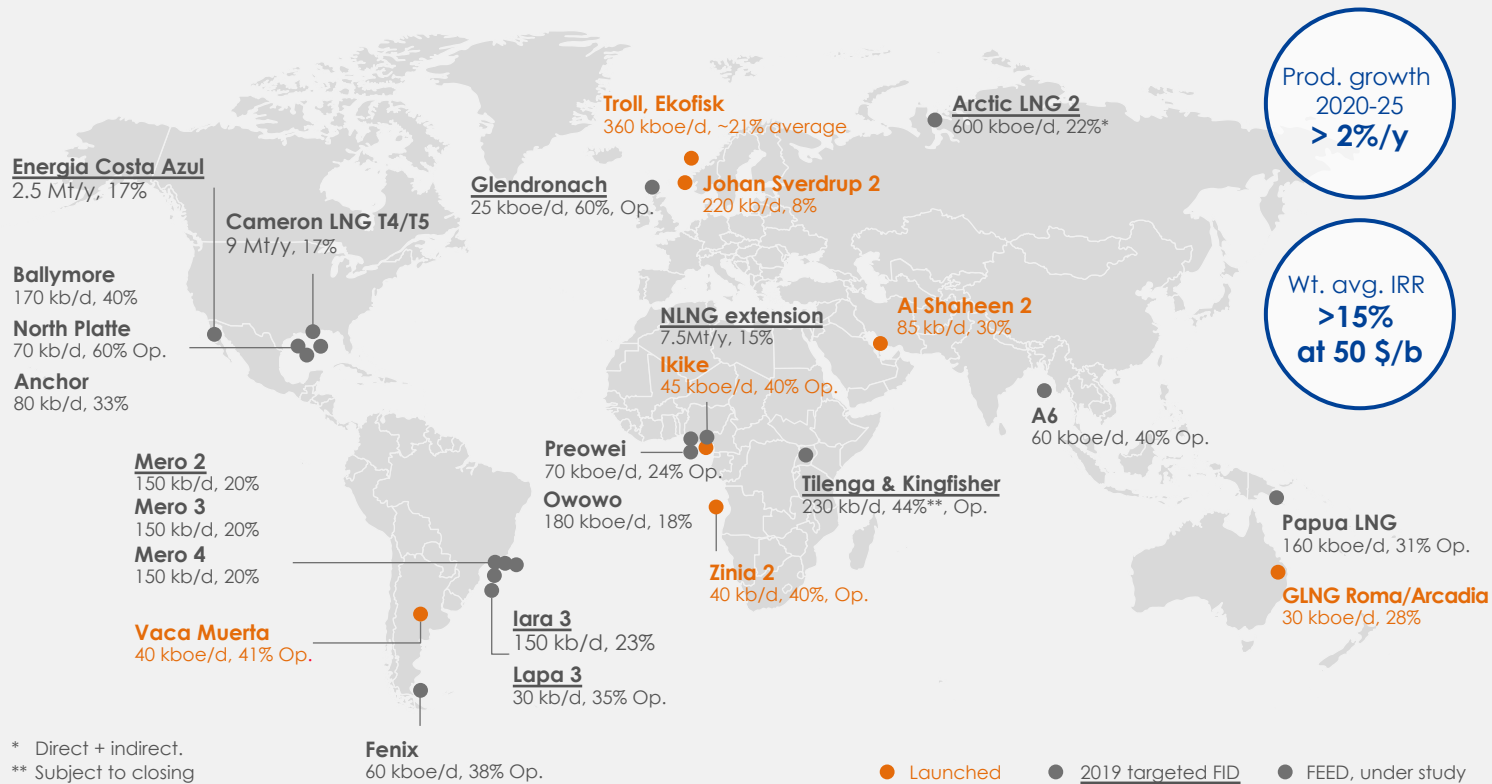 Prod. growth
2020-25
> 2%/y
Wt. avg. IRR
>15%
at 50 $/b
Troll, Ekofisk
360 kboe/d, ~21% average
Arctic LNG 2
600 kboe/d, 22%*
Energia Costa Azul
2.5 Mt/y, 17%
Glendronach
25 kboe/d, 60%, Op.
Johan Sverdrup 2
220 kb/d, 8%
Cameron LNG T4/T5
9 Mt/y, 17%
Ballymore
170 kb/d, 40%
North Platte
70 kb/d, 60% Op.
Anchor
80 kb/d, 33%
NLNG extension
7.5Mt/y, 15%
Ikike
45 kboe/d, 40% Op.
Al Shaheen 2
85 kb/d, 30%
A6
60 kboe/d, 40% Op.
Preowei
70 kboe/d, 24% Op.
Owowo
180 kboe/d, 18%
Tilenga & Kingfisher
230 kb/d, 44%**, Op.
Mero 2
150 kb/d, 20%
Mero 3
150 kb/d, 20%
Mero 4
150 kb/d, 20%
Papua LNG
160 kboe/d, 31% Op.
Zinia 2
40 kb/d, 40%, Op.
GLNG Roma/Arcadia
30 kboe/d, 28%
Vaca Muerta
40 kboe/d, 41% Op.
Iara 3
150 kb/d, 23%
Lapa 3
30 kb/d, 35% Op.
Fenix
60 kboe/d, 38% Op.
* Direct + indirect.
** Subject to closing
Launched
2019 targeted FID
FEED, under study